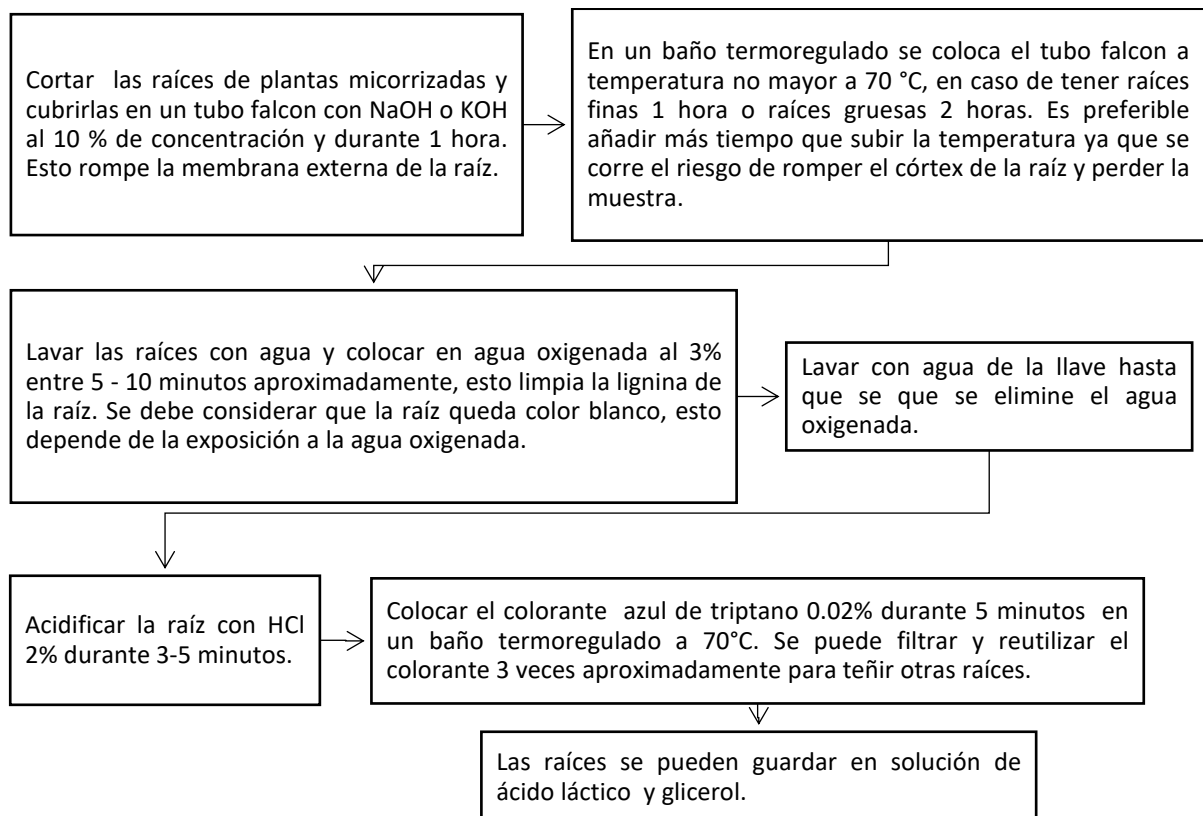 Cortar las raíces de plantas micorrizadas y
cubrirlas en un tubo falcon con NaOH o KOH
al 10 % de concentración y durante 1 hora.
Esto rompe la membrana externa de la raíz.
En un baño termoregulado se coloca el tubo falcon a
temperatura no mayor a 70 °C, en caso de tener raíces
finas 1 hora o raíces gruesas 2 horas. Es preferible
añadir más tiempo que subir la temperatura ya que se
corre el riesgo de romper el córtex de la raíz y perder la
muestra.
Lavar las raíces con agua y colocar en agua oxigenada al 3%
entre 5 - 10 minutos aproximadamente, esto limpia la lignina de
la raíz. Se debe considerar que la raíz queda color blanco, esto
depende de la exposición a la agua oxigenada.
Lavar con agua de la llave hasta
que se que se elimine el agua
oxigenada.
Acidificar la raíz con HCl
2% durante 3-5 minutos.
Colocar el colorante azul de triptano 0.02% durante 5 minutos en
un baño termoregulado a 70°C. Se puede filtrar y reutilizar el
colorante 3 veces aproximadamente para teñir otras raíces.
Las raíces se pueden guardar en solución de
ácido láctico y glicerol.